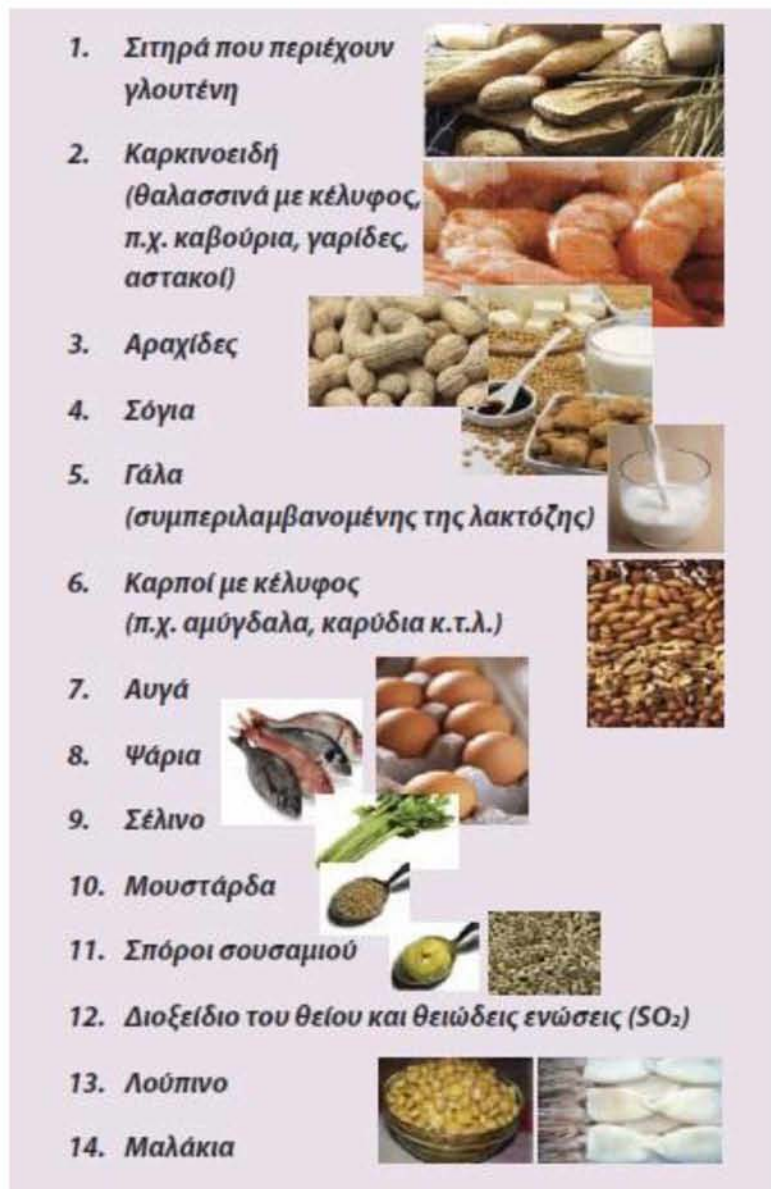 1. Σιτηρά που περιέχουν
γλουτένη
2. Καρκινοειδή
(θαλασσινά με κέλυφος,
π.χ. καβούρια, γαρίδες,
αστακοί)
3. Αραχίδες
4. Σόγια
5. Γάλα
(συμπεριλαμβανομένης της λακτόζης)
6. Καρποί με κέλυφος
(π.χ. αμύγδαλα, καρύδια κ.τ.λ.)
7. Αυγά
8. Ψάρια
9. Σέλινο
10. Μουστάρδα
11. Σπόροι σουσαμιού
12. Διοξείδιο του θείου και θειώδεις ενώσεις (SO₂)
13. Λούπινο
14. Μαλάκια